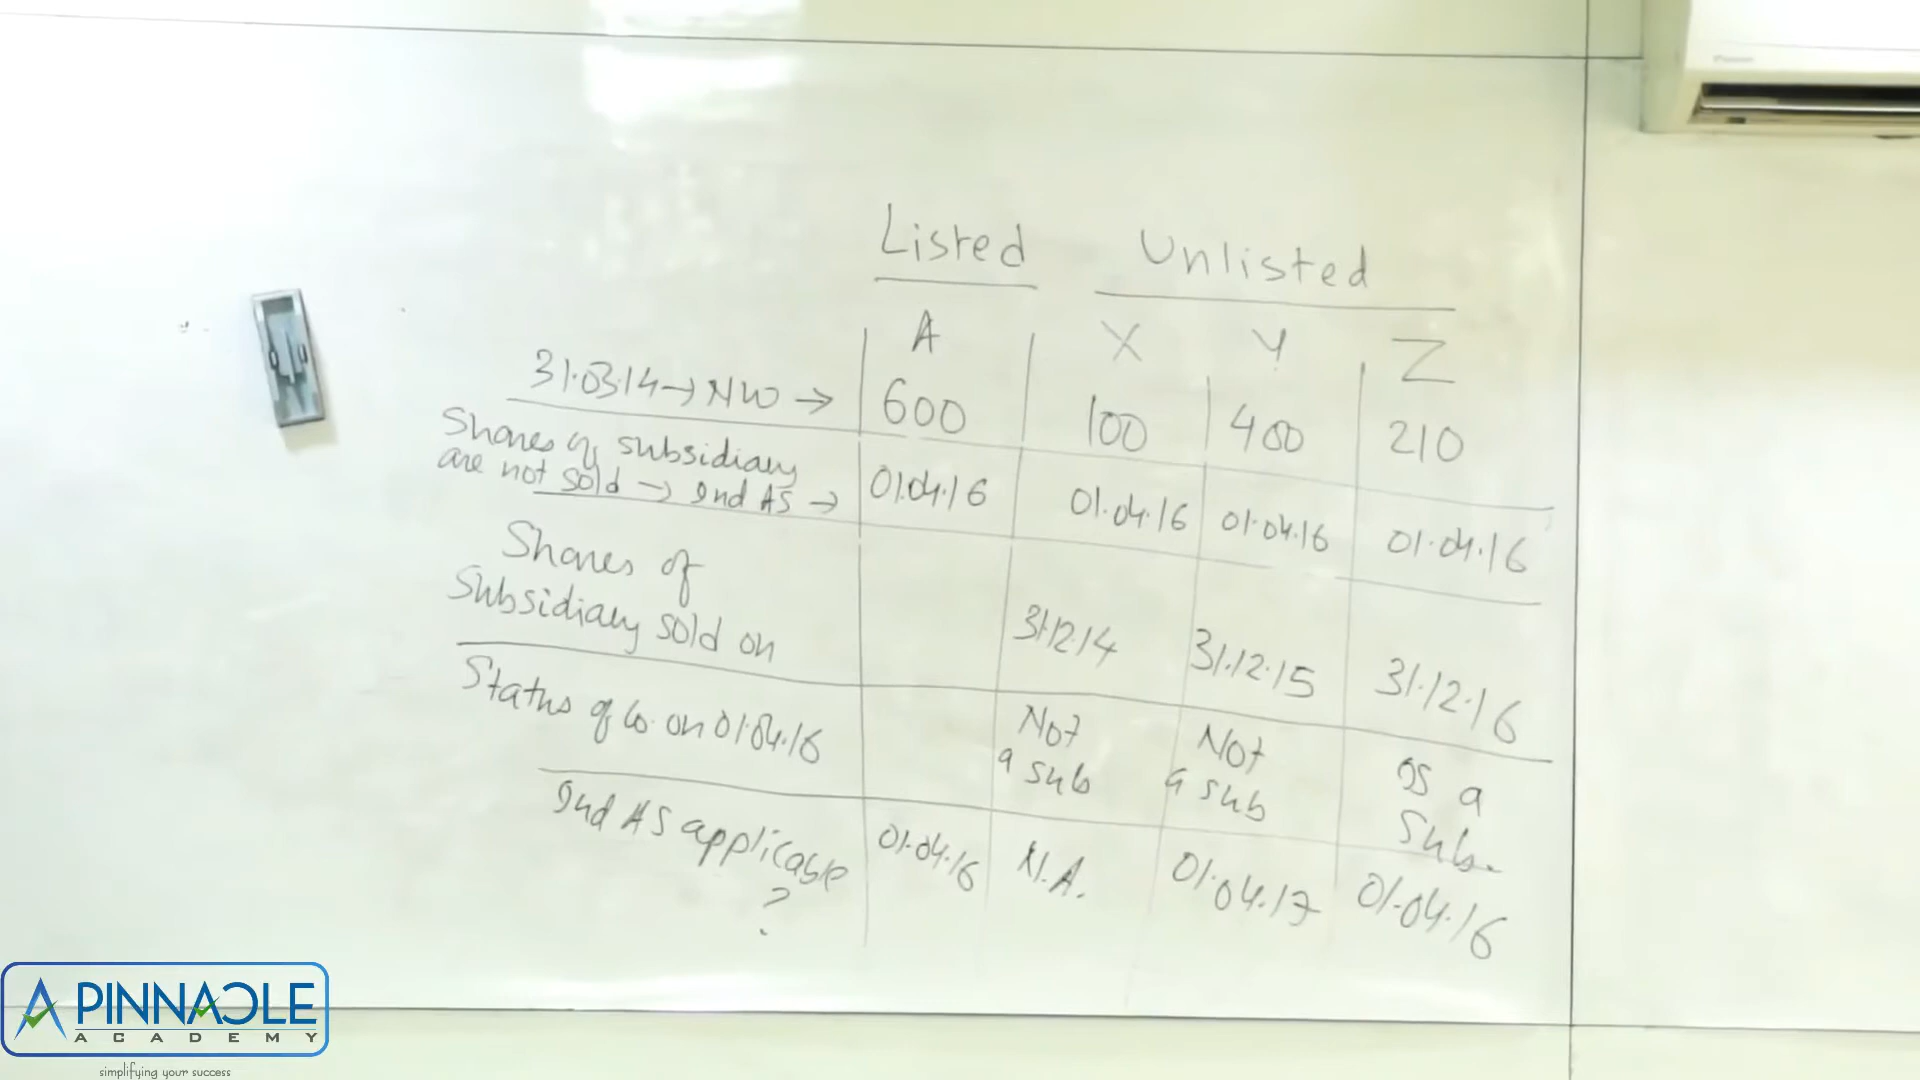 Listed Unlisted
A X Y Z
31.03.14 → NW → 600 100 400 210
Shares of subsidiary
are not sold → Ind AS → 01.04.16 01.04.16 01.04.16 01.04.16
Shares of
Subsidiary sold on 31.12.14 31.12.15 31.12.16
Status of Co. on 01.04.16 Not a sub Not a sub Is a Sub.
Ind AS applicable 01.04.16 N.A. 01.04.17 01.04.16
?
PINNACLE
ACADEMY
simplifying your success